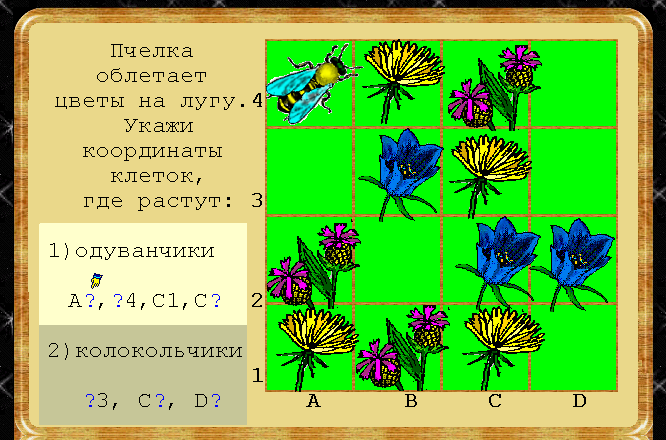 Пчелка
облетает
цветы на лугу.
Укажи
координаты
клеток,
где растут:
1)одуванчики
А?,?4,С1,С?
2)колокольчики
?3, С?, D?
4
3
2
1
A B C D